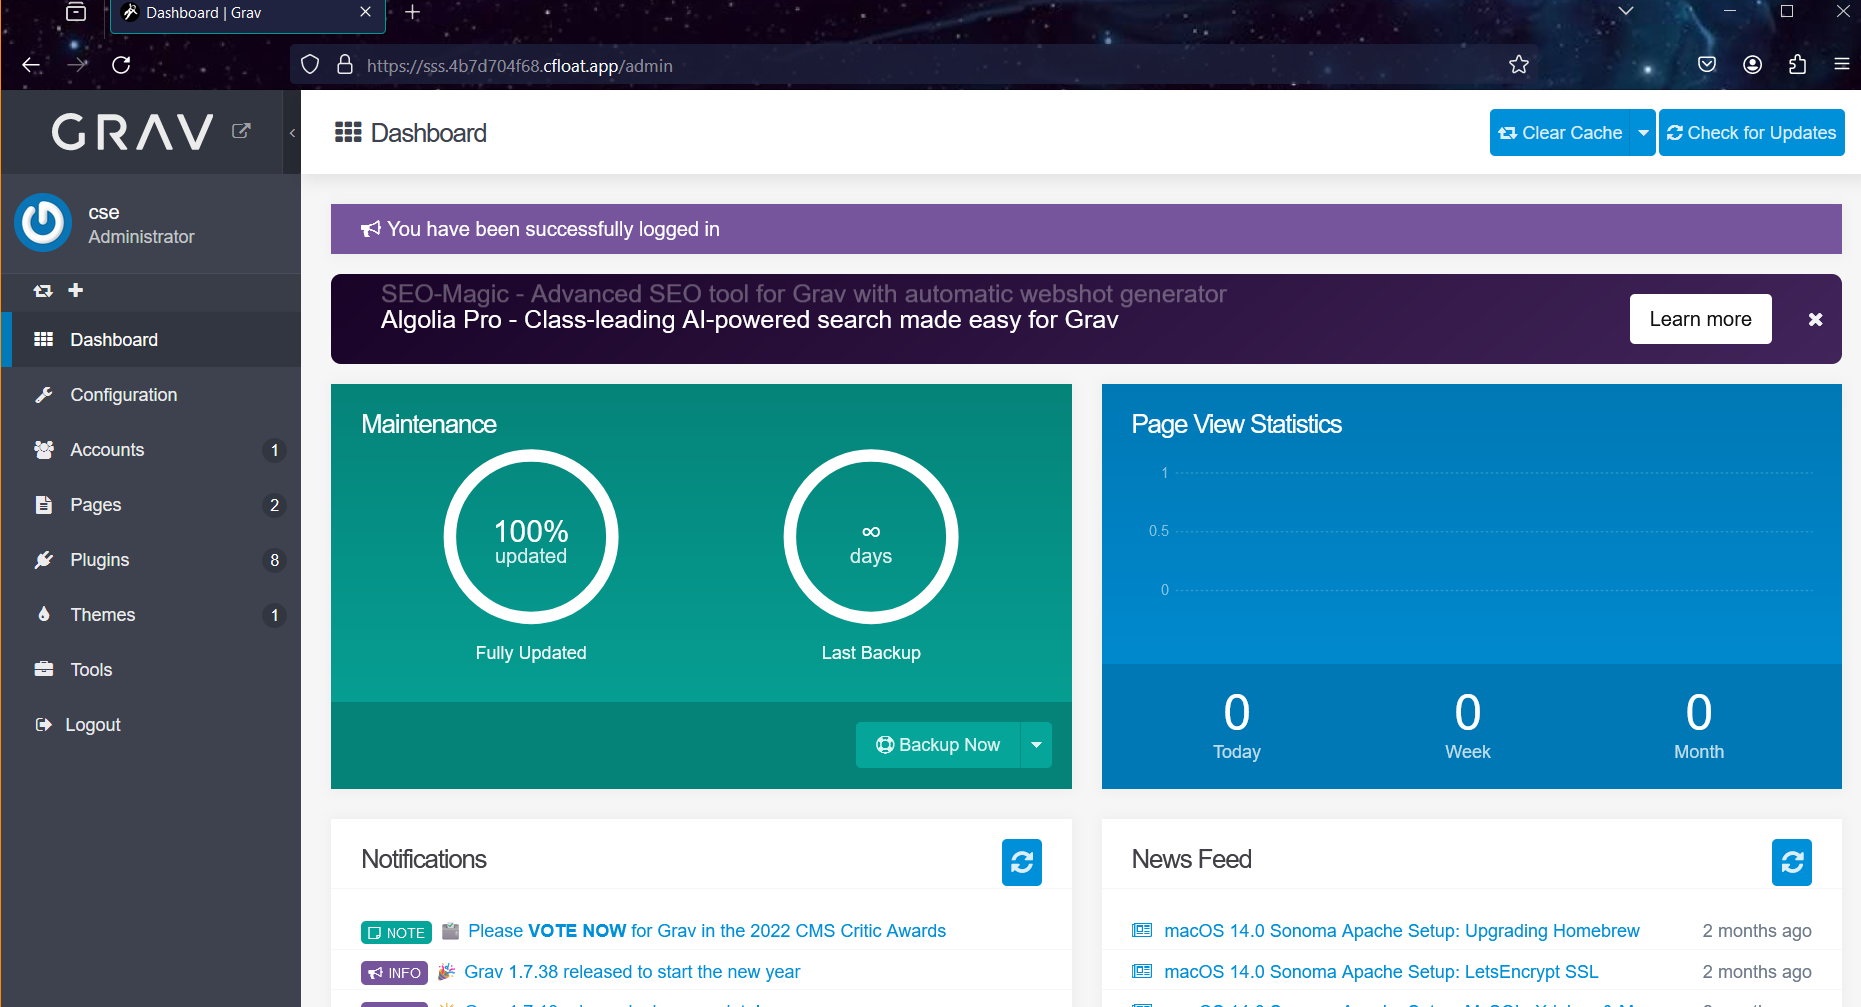 Dashboard | Grav
https://sss.4b7d704f68.cfloat.app/admin
GRAV
Dashboard
Clear Cache
Check for Updates
cse
Administrator
You have been successfully logged in
SEO-Magic - Advanced SEO tool for Grav with automatic webshot generator
Algolia Pro - Class-leading AI-powered search made easy for Grav
Learn more
Dashboard
Configuration
Accounts 1
Pages 2
Plugins 8
Themes 1
Tools
Logout
Maintenance
100%
updated
Fully Updated
∞
days
Last Backup
Backup Now
Page View Statistics
1
0.5
0
0
Today
0
Week
0
Month
Notifications
NOTE Please VOTE NOW for Grav in the 2022 CMS Critic Awards
INFO Grav 1.7.38 released to start the new year
News Feed
macOS 14.0 Sonoma Apache Setup: Upgrading Homebrew 2 months ago
macOS 14.0 Sonoma Apache Setup: LetsEncrypt SSL 2 months ago